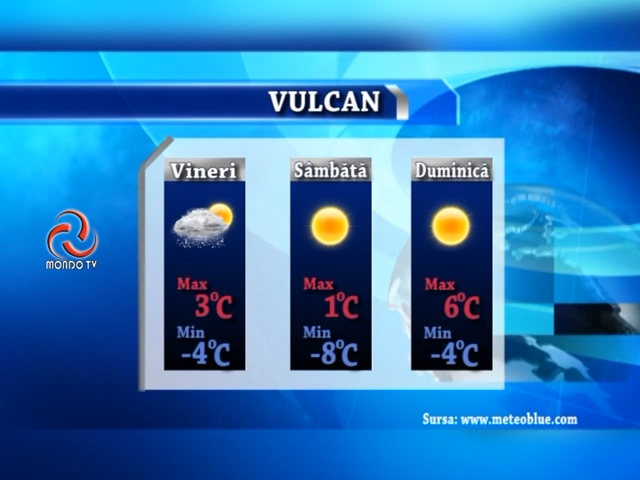 VULCAN
Vineri
Sâmbătă
Duminică
Max
3°C
Min
-4°C
Max
1°C
Min
-8°C
Max
6°C
Min
-4°C
MONDO TV
Sursa: www.meteoblue.com